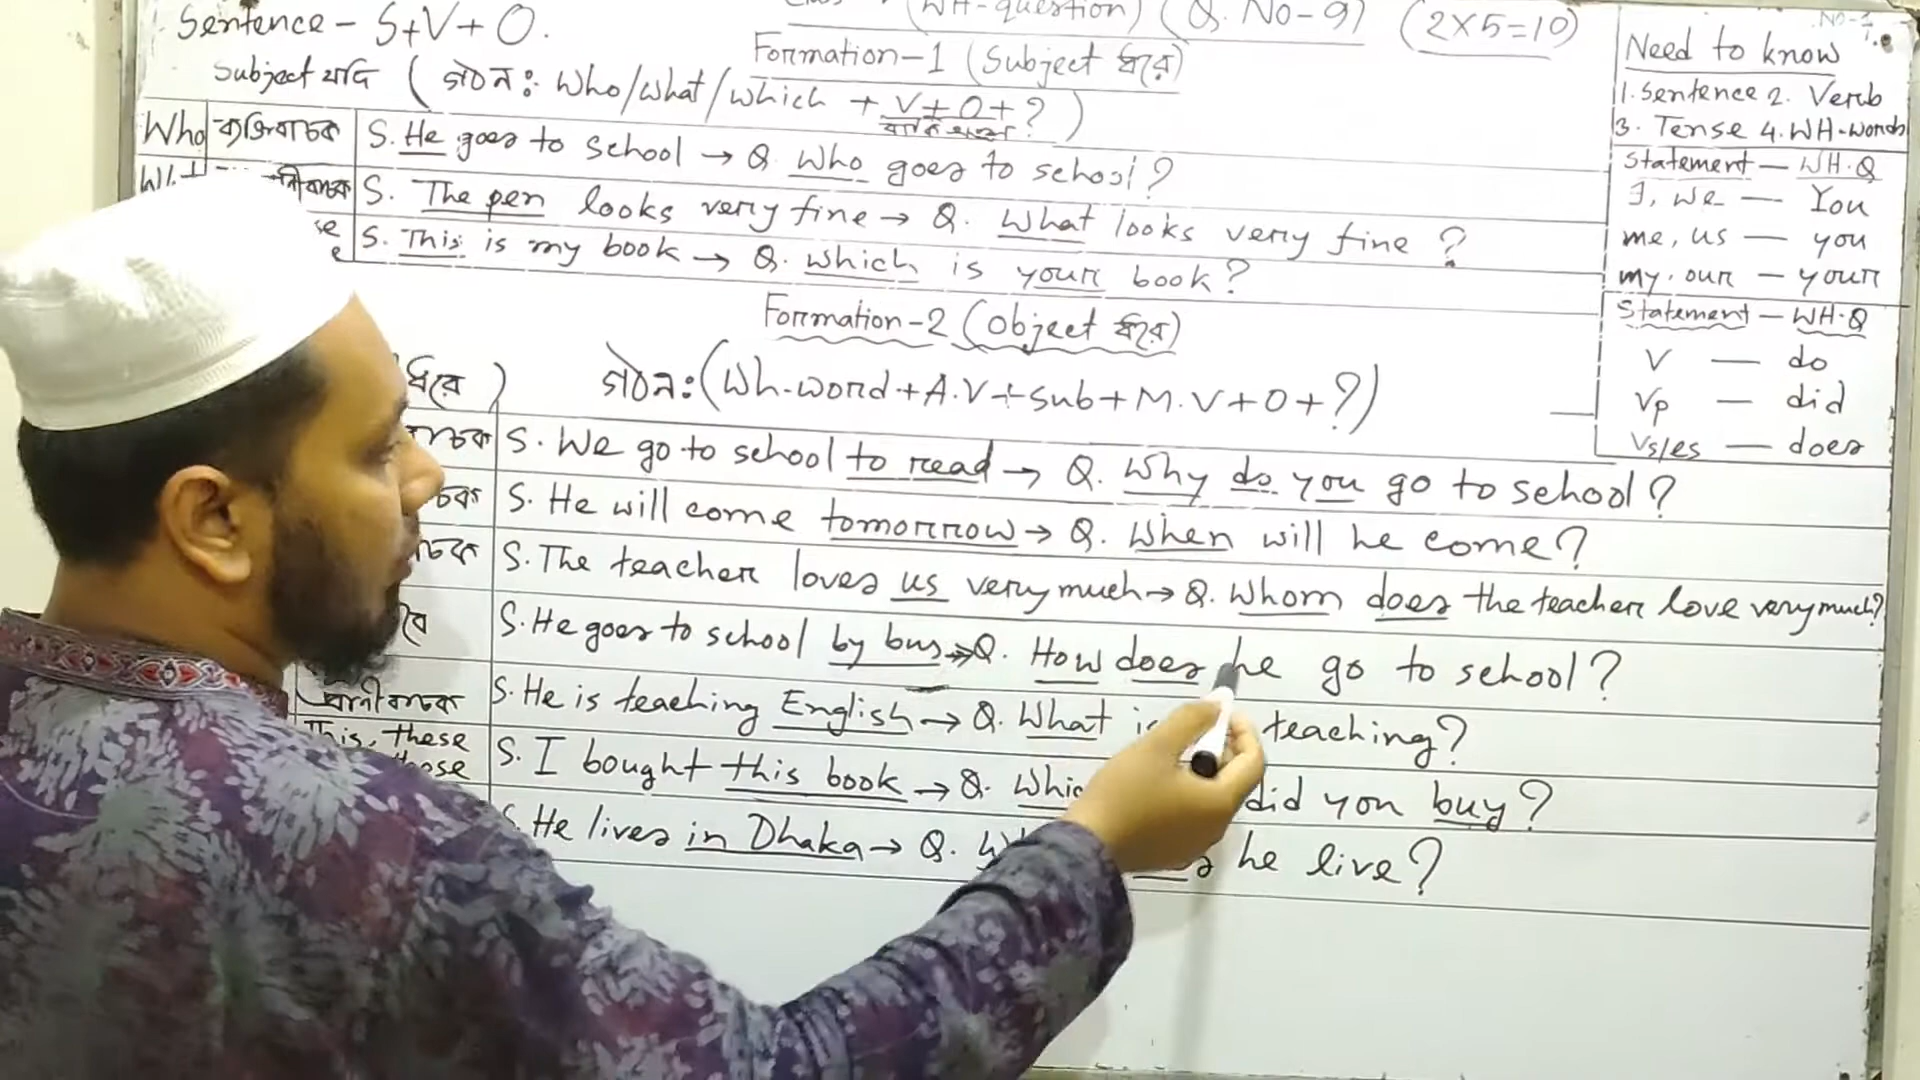 Sentence - S+V+O.
(WH-question) (Q. No-9) (2x5=10)
Formation-1 (Subject ধরে)
Subject যদি ( গঠন: Who/what/which + V+O+? )
Who ব্যক্তিবাচক S. He goes to school → Q. Who goes to school?
S. The pen looks very fine → Q. What looks very fine ?
S. This is my book → Q. which is your book?
Formation-2 (Object ধরে)
ধরে ) গঠন: (Wh-word + A.V + sub + M.V + O + ?)
S. We go to school to read → Q. Why do you go to school?
S. He will come tomorrow → Q. When will he come?
S. The teacher loves us very much → Q. Whom does the teacher love very much?
S. He goes to school by bus → Q. How does he go to school?
S. He is teaching English → Q. What teaching?
This, these
S. I bought this book → Q. did you buy?
S. He lives in Dhaka → Q. he live?
Need to know
1. Sentence 2. Verb
3. Tense 4. WH-words
Statement - WH.Q
I, we - You
me, us - you
my, our - your
Statement - WH.Q
V - do
Vp - did
Vs/es - does